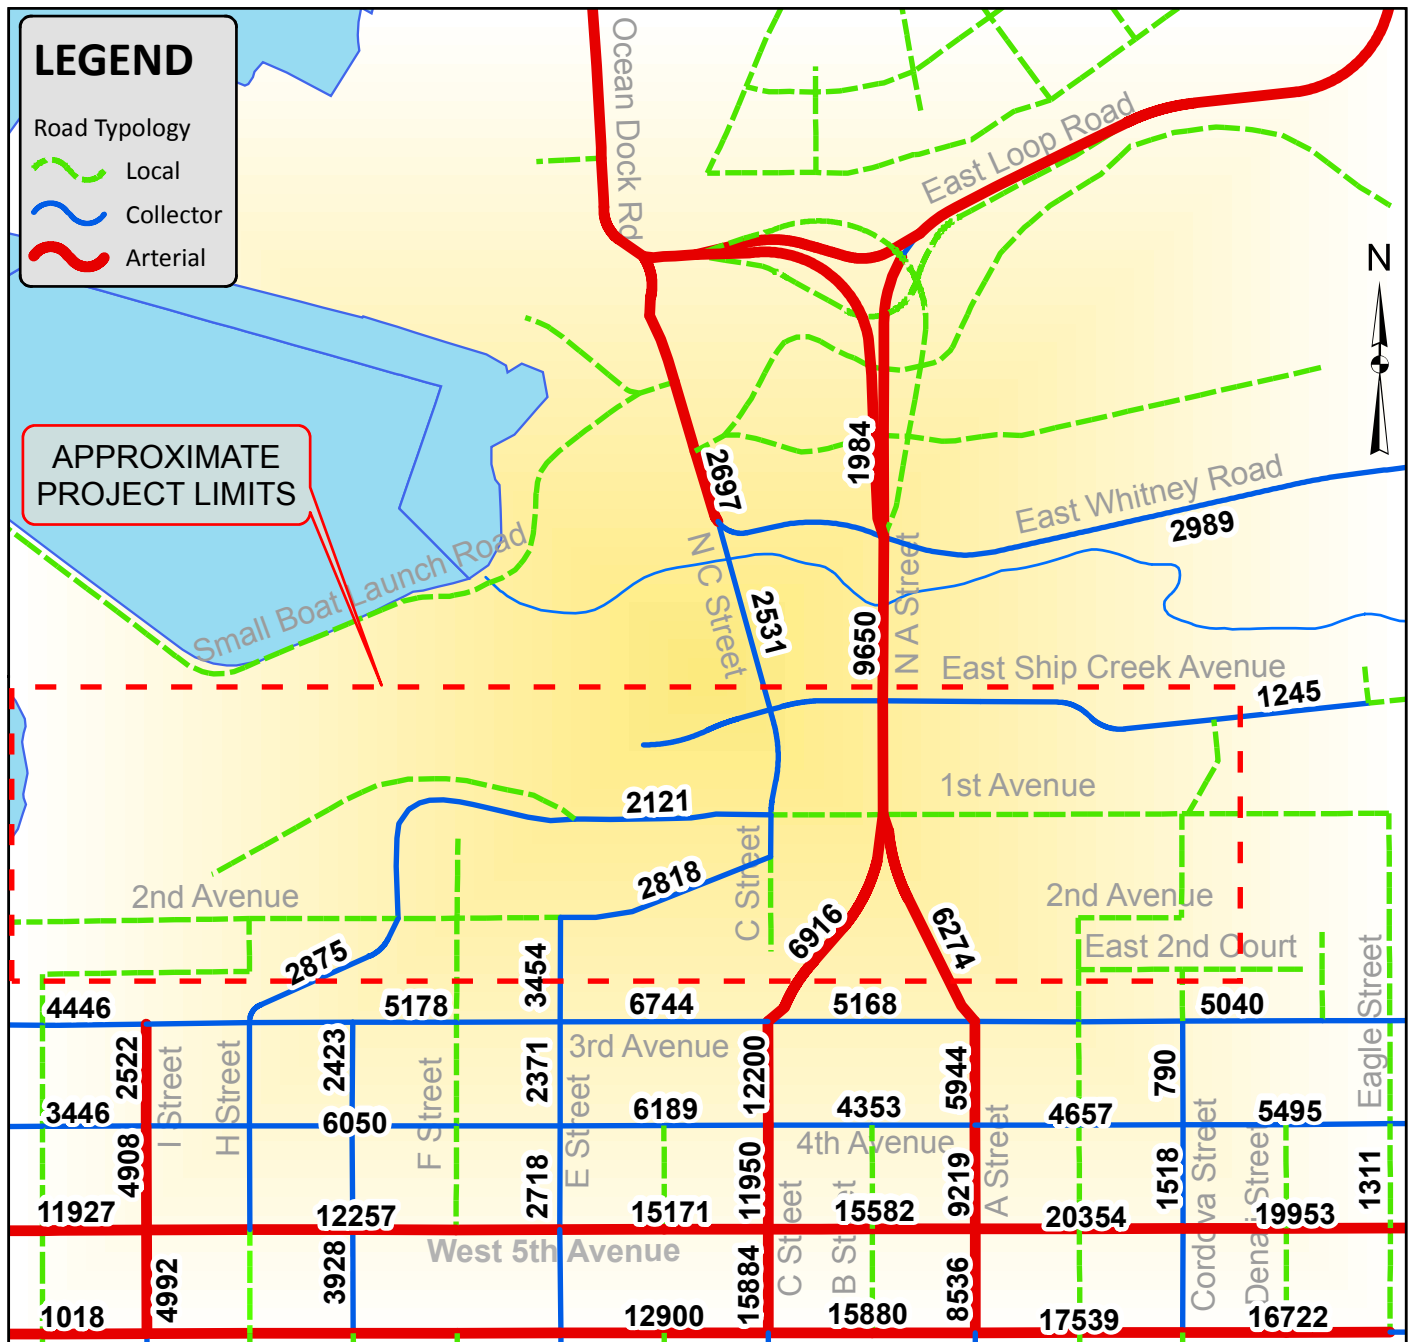 LEGEND
Road Typology
Local
Collector
Arterial
Ocean Dock Rd
East Loop Road
N
APPROXIMATE
PROJECT LIMITS
1984
2697
East Whitney Road
2989
Small Boat Launch Road
N C Street
2531
9650
N A Street
East Ship Creek Avenue
1245
1st Avenue
2121
C Street
2818
2nd Avenue
2nd Avenue
6916
6274
East 2nd Court
2875
3454
Eagle Street
4446
5178
6744
5168
5040
2522
I Street
H Street
2423
F Street
2371
3rd Avenue
12200
5944
790
3446
6050
6189
4353
4657
5495
4908
2718
E Street
11950
4th Avenue
9219
A Street
1518
Cordova Street
Denali Street
1311
11927
12257
15171
15582
20354
19953
West 5th Avenue
4992
3928
15884
C Street
B Street
8536
1018
12900
15880
17539
16722